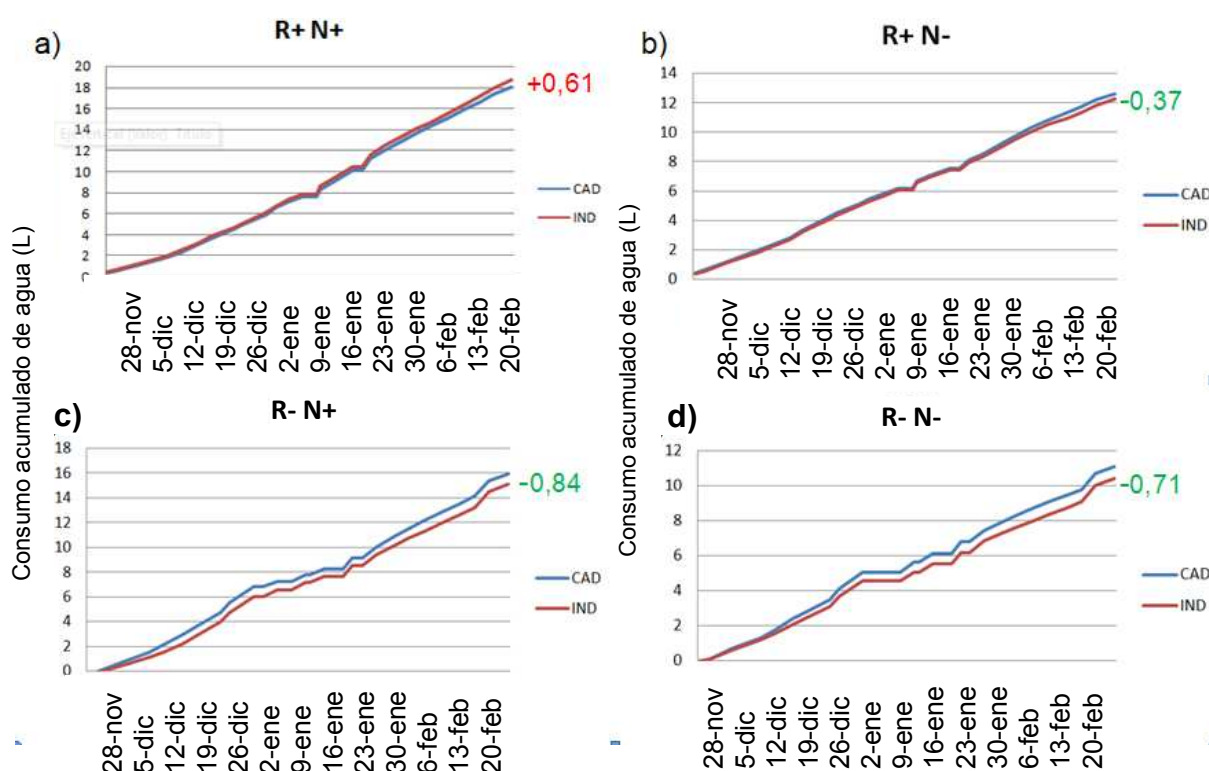 a)
R+ N+
20
18
16
14
12
10
8
6
4
2
+0,61
CAD
IND
28-nov
5-dic
12-dic
19-dic
26-dic
2-ene
9-ene
16-ene
23-ene
30-ene
6-feb
13-feb
20-feb
b)
R+ N-
14
12
10
8
6
4
2
0
-0,37
CAD
IND
28-nov
5-dic
12-dic
19-dic
26-dic
2-ene
9-ene
16-ene
23-ene
30-ene
6-feb
13-feb
20-feb
Consumo acumulado de agua (L)
Consumo acumulado de agua (L)
c)
R- N+
18
16
14
12
10
8
6
4
2
0
-0,84
CAD
IND
28-nov
5-dic
12-dic
19-dic
26-dic
2-ene
9-ene
16-ene
23-ene
30-ene
6-feb
13-feb
20-feb
d)
R- N-
12
10
8
6
4
2
0
-0,71
CAD
IND
28-nov
5-dic
12-dic
19-dic
26-dic
2-ene
9-ene
16-ene
23-ene
30-ene
6-feb
13-feb
20-feb